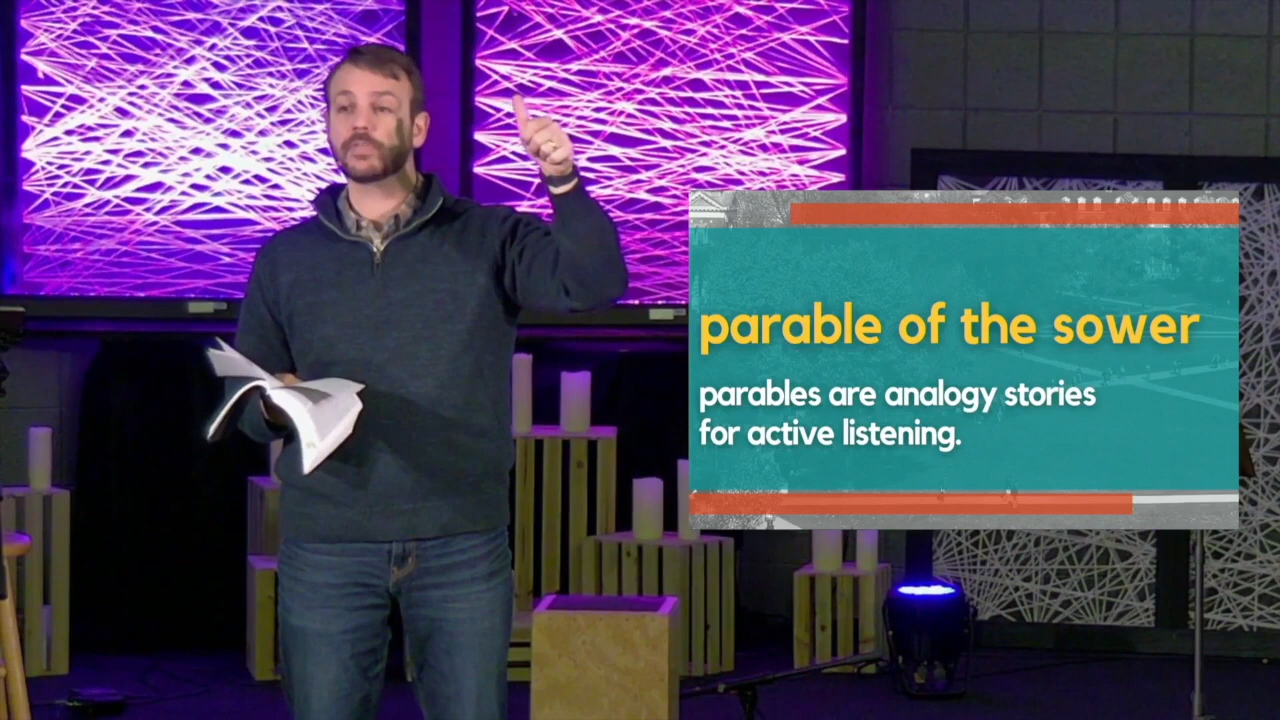 parable of the sower
parables are analogy stories
for active listening.